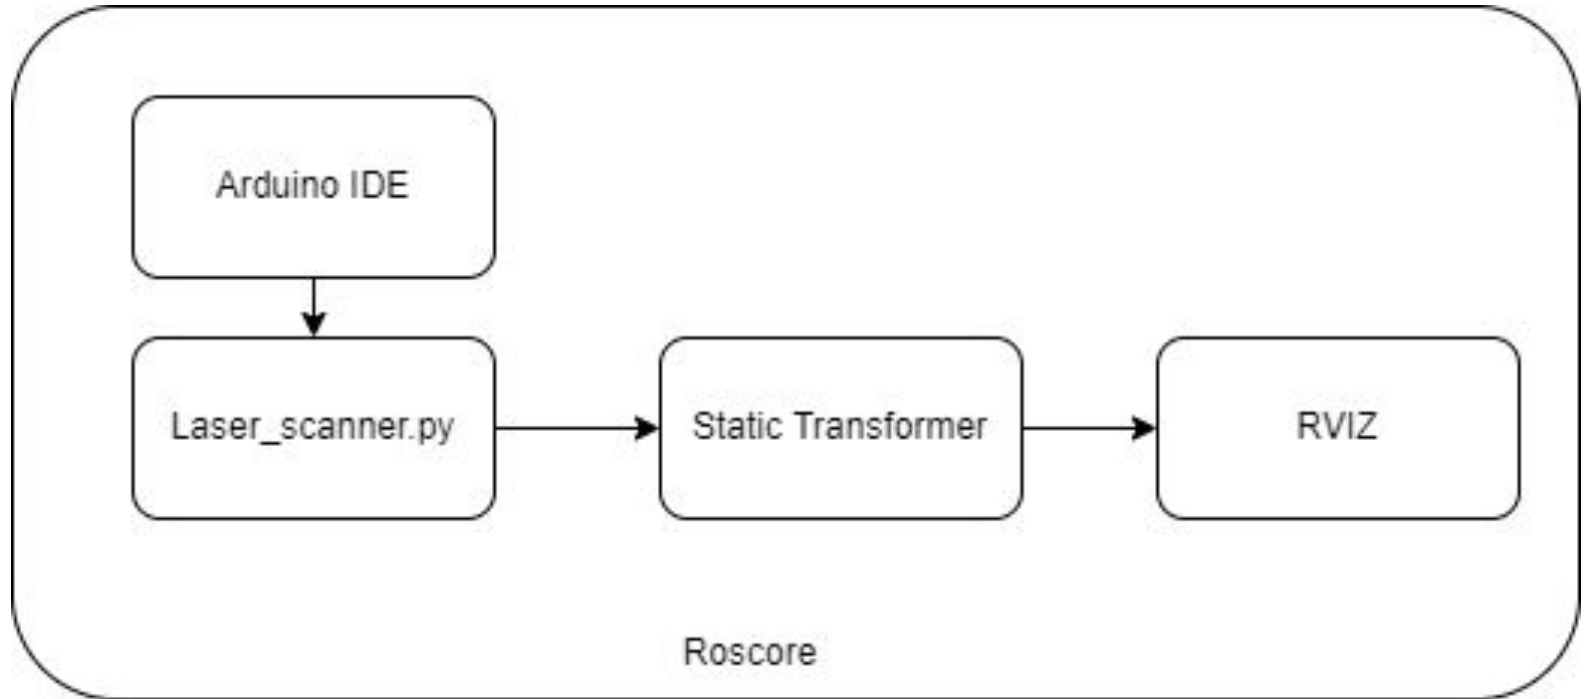 Arduino IDE
Laser_scanner.py
Static Transformer
RVIZ
Roscore